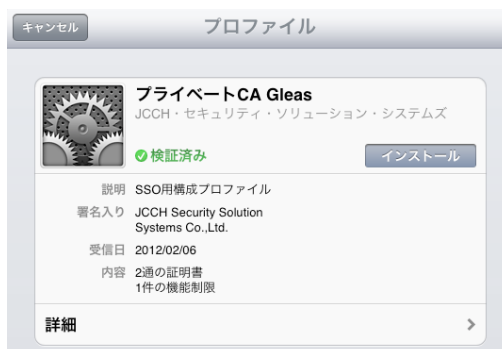 キャンセル
プロファイル
プライベートCA Gleas
JCCH・セキュリティ・ソリューション・システムズ
検証済み
インストール
説明 SSO用構成プロファイル
署名入り JCCH Security Solution
Systems Co.,Ltd.
受信日 2012/02/06
内容 2通の証明書
1件の機能制限
詳細